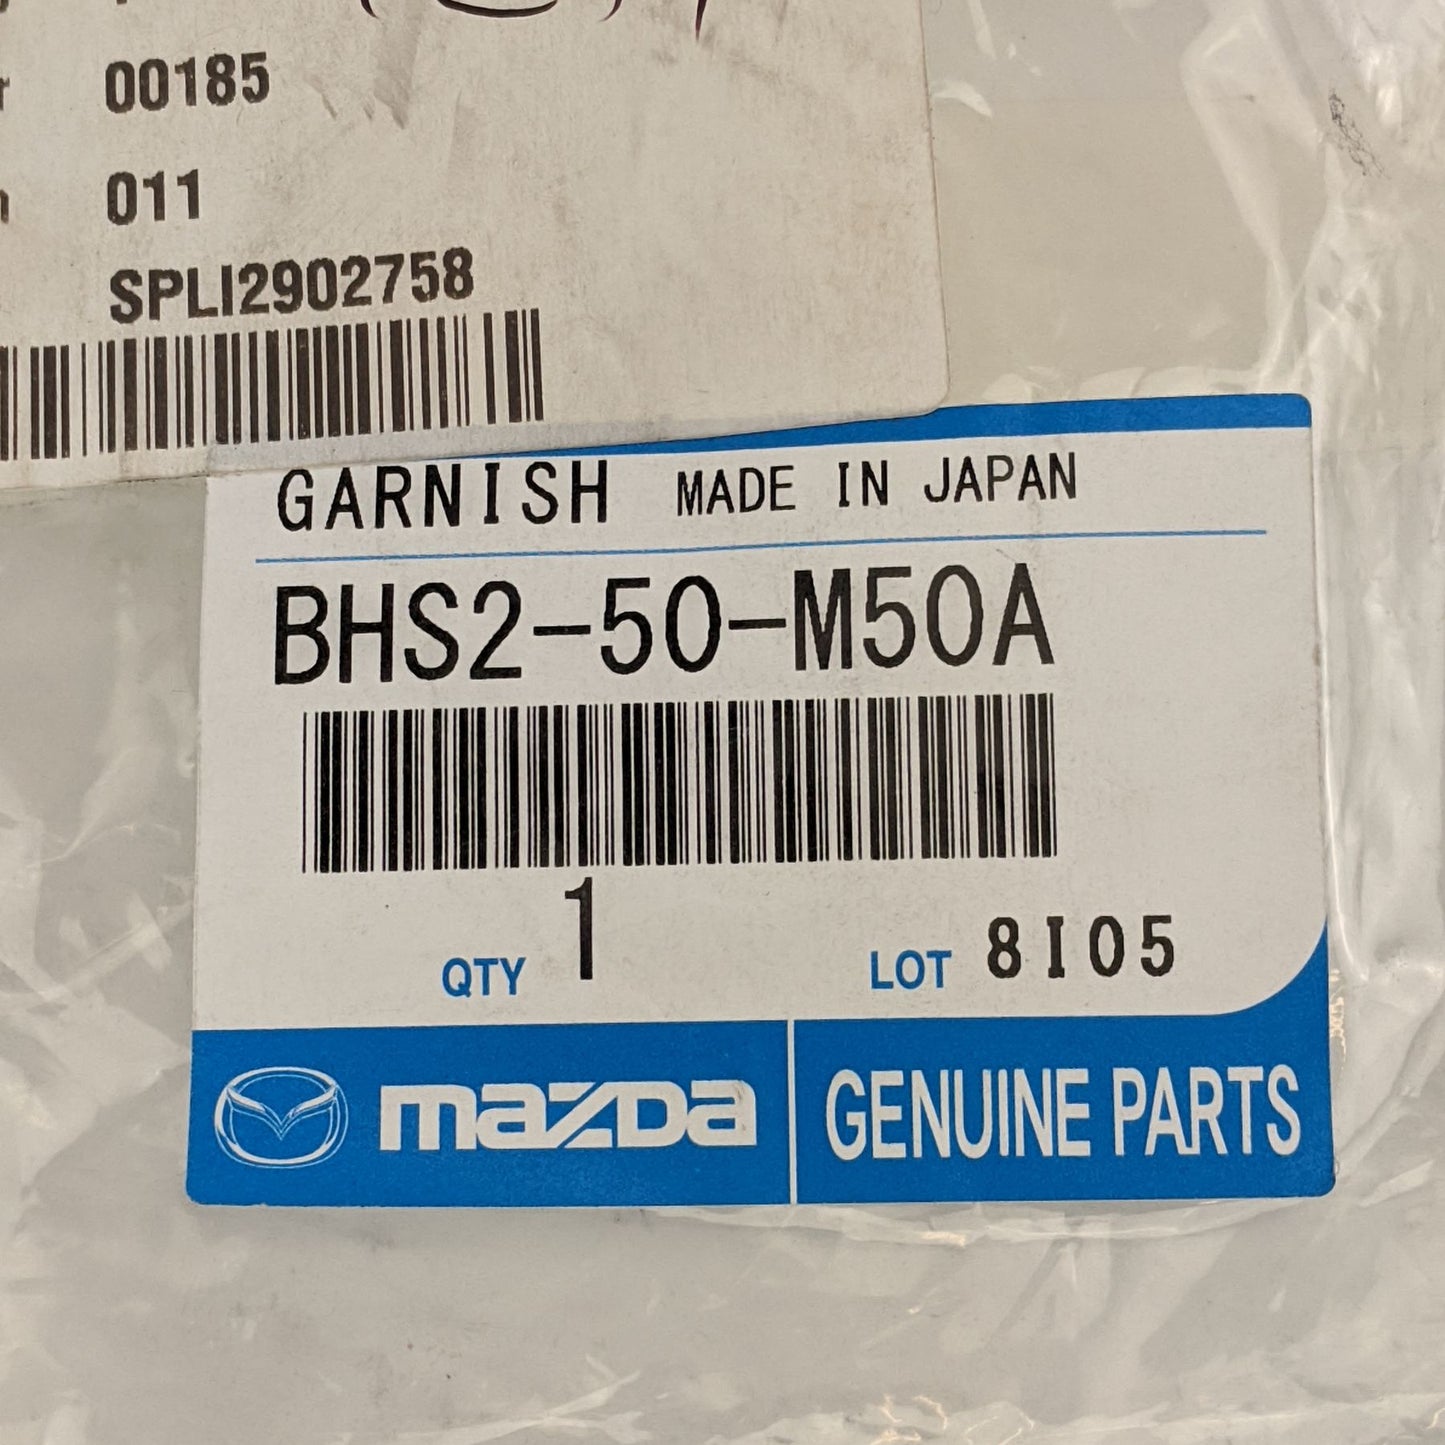 00185
011
SPLI2902758
GARNISH MADE IN JAPAN
BHS2-50-M50A
QTY 1 LOT 8I05
mazda GENUINE PARTS